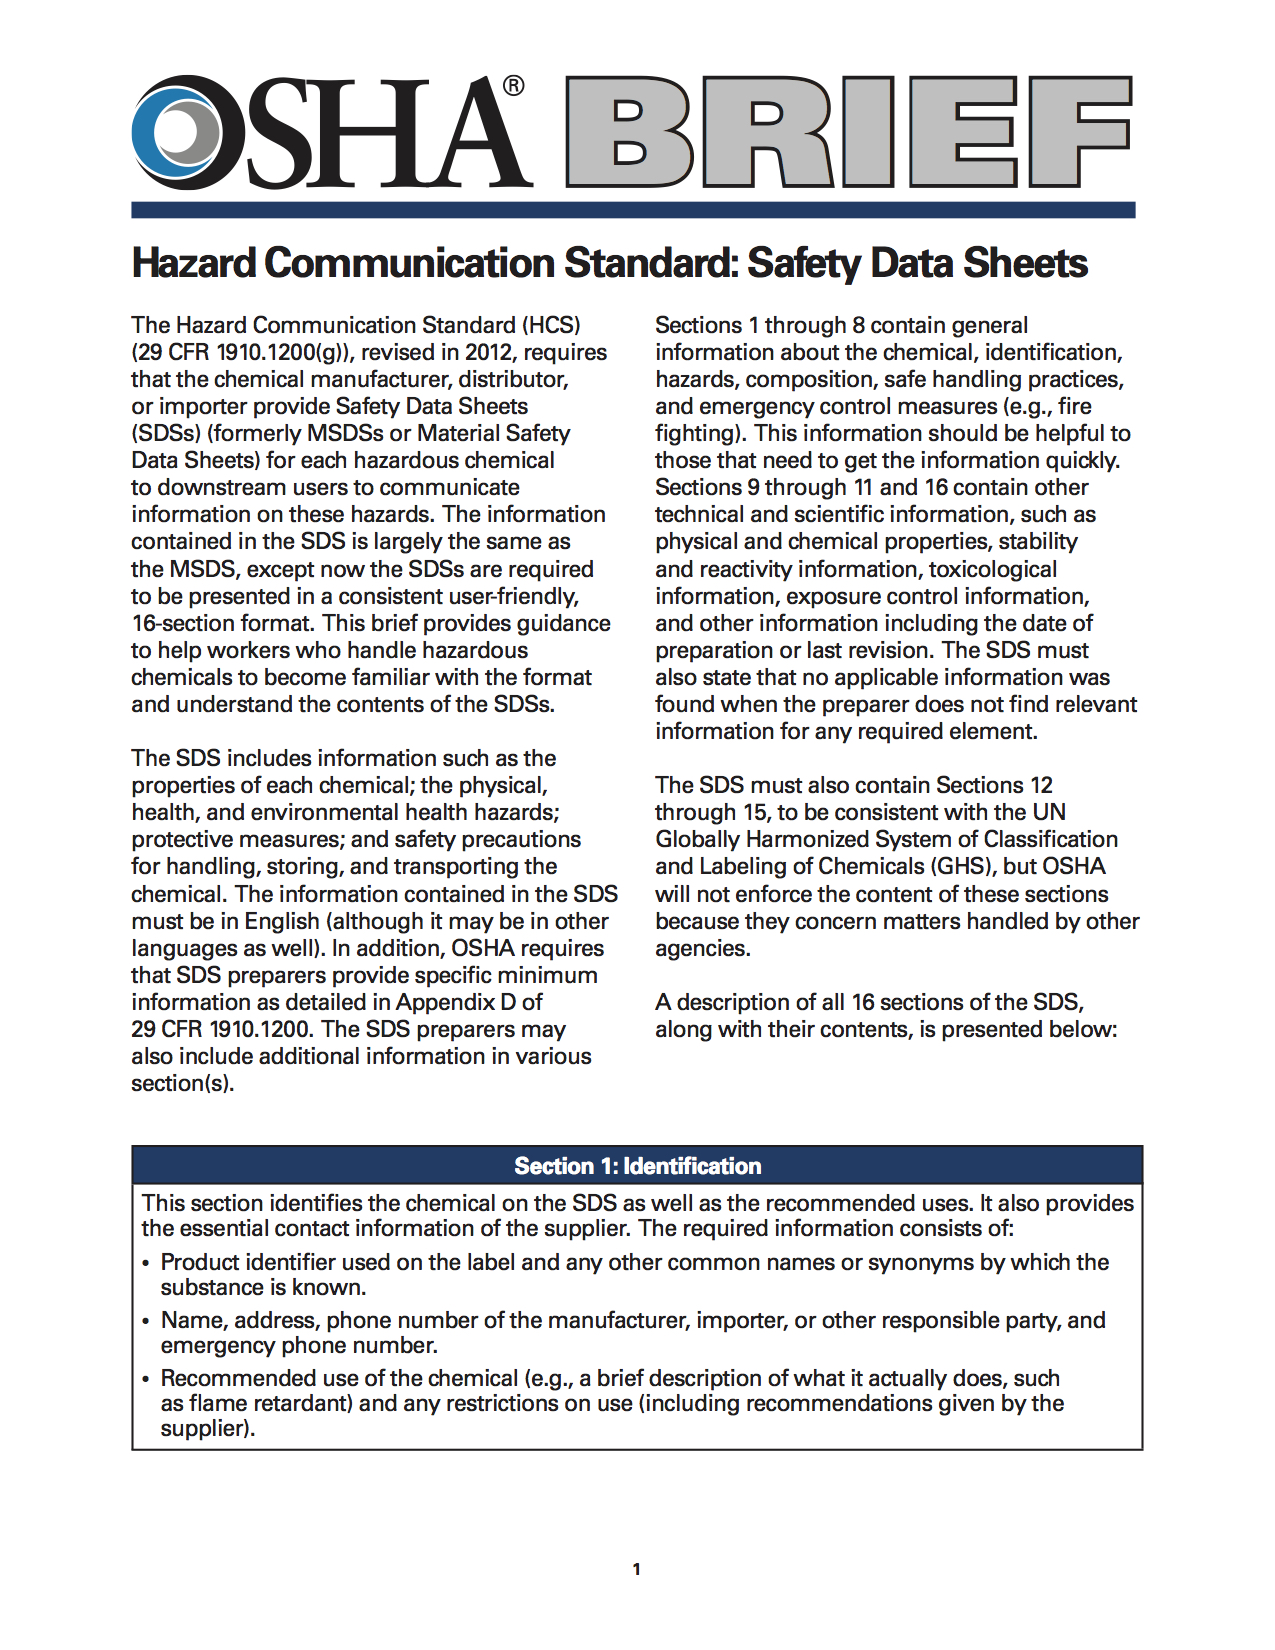 OSHA® BRIEF
Hazard Communication Standard: Safety Data Sheets
The Hazard Communication Standard (HCS)
(29 CFR 1910.1200(g)), revised in 2012, requires
that the chemical manufacturer, distributor,
or importer provide Safety Data Sheets
(SDSs) (formerly MSDSs or Material Safety
Data Sheets) for each hazardous chemical
to downstream users to communicate
information on these hazards. The information
contained in the SDS is largely the same as
the MSDS, except now the SDSs are required
to be presented in a consistent user-friendly,
16-section format. This brief provides guidance
to help workers who handle hazardous
chemicals to become familiar with the format
and understand the contents of the SDSs.
The SDS includes information such as the
properties of each chemical; the physical,
health, and environmental health hazards;
protective measures; and safety precautions
for handling, storing, and transporting the
chemical. The information contained in the SDS
must be in English (although it may be in other
languages as well). In addition, OSHA requires
that SDS preparers provide specific minimum
information as detailed in Appendix D of
29 CFR 1910.1200. The SDS preparers may
also include additional information in various
section(s).
Sections 1 through 8 contain general
information about the chemical, identification,
hazards, composition, safe handling practices,
and emergency control measures (e.g., fire
fighting). This information should be helpful to
those that need to get the information quickly.
Sections 9 through 11 and 16 contain other
technical and scientific information, such as
physical and chemical properties, stability
and reactivity information, toxicological
information, exposure control information,
and other information including the date of
preparation or last revision. The SDS must
also state that no applicable information was
found when the preparer does not find relevant
information for any required element.
The SDS must also contain Sections 12
through 15, to be consistent with the UN
Globally Harmonized System of Classification
and Labeling of Chemicals (GHS), but OSHA
will not enforce the content of these sections
because they concern matters handled by other
agencies.
A description of all 16 sections of the SDS,
along with their contents, is presented below:
Section 1: Identification
This section identifies the chemical on the SDS as well as the recommended uses. It also provides
the essential contact information of the supplier. The required information consists of:
• Product identifier used on the label and any other common names or synonyms by which the
substance is known.
• Name, address, phone number of the manufacturer, importer, or other responsible party, and
emergency phone number.
• Recommended use of the chemical (e.g., a brief description of what it actually does, such
as flame retardant) and any restrictions on use (including recommendations given by the
supplier).
1